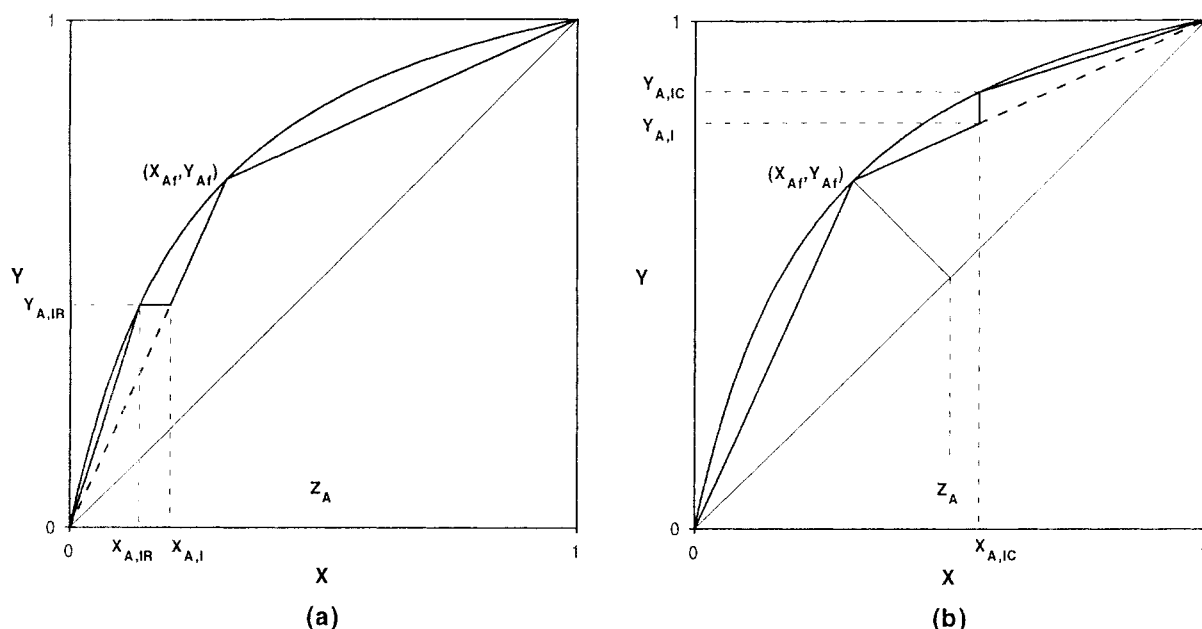 1
(X_Af,Y_Af)
Y
Y_A,IR
Z_A
0
0
X_A,IR
X_A,I
1
X
(a)
1
Y_A,IC
Y_A,I
(X_Af,Y_Af)
Y
Z_A
0
0
X_A,IC
X
(b)